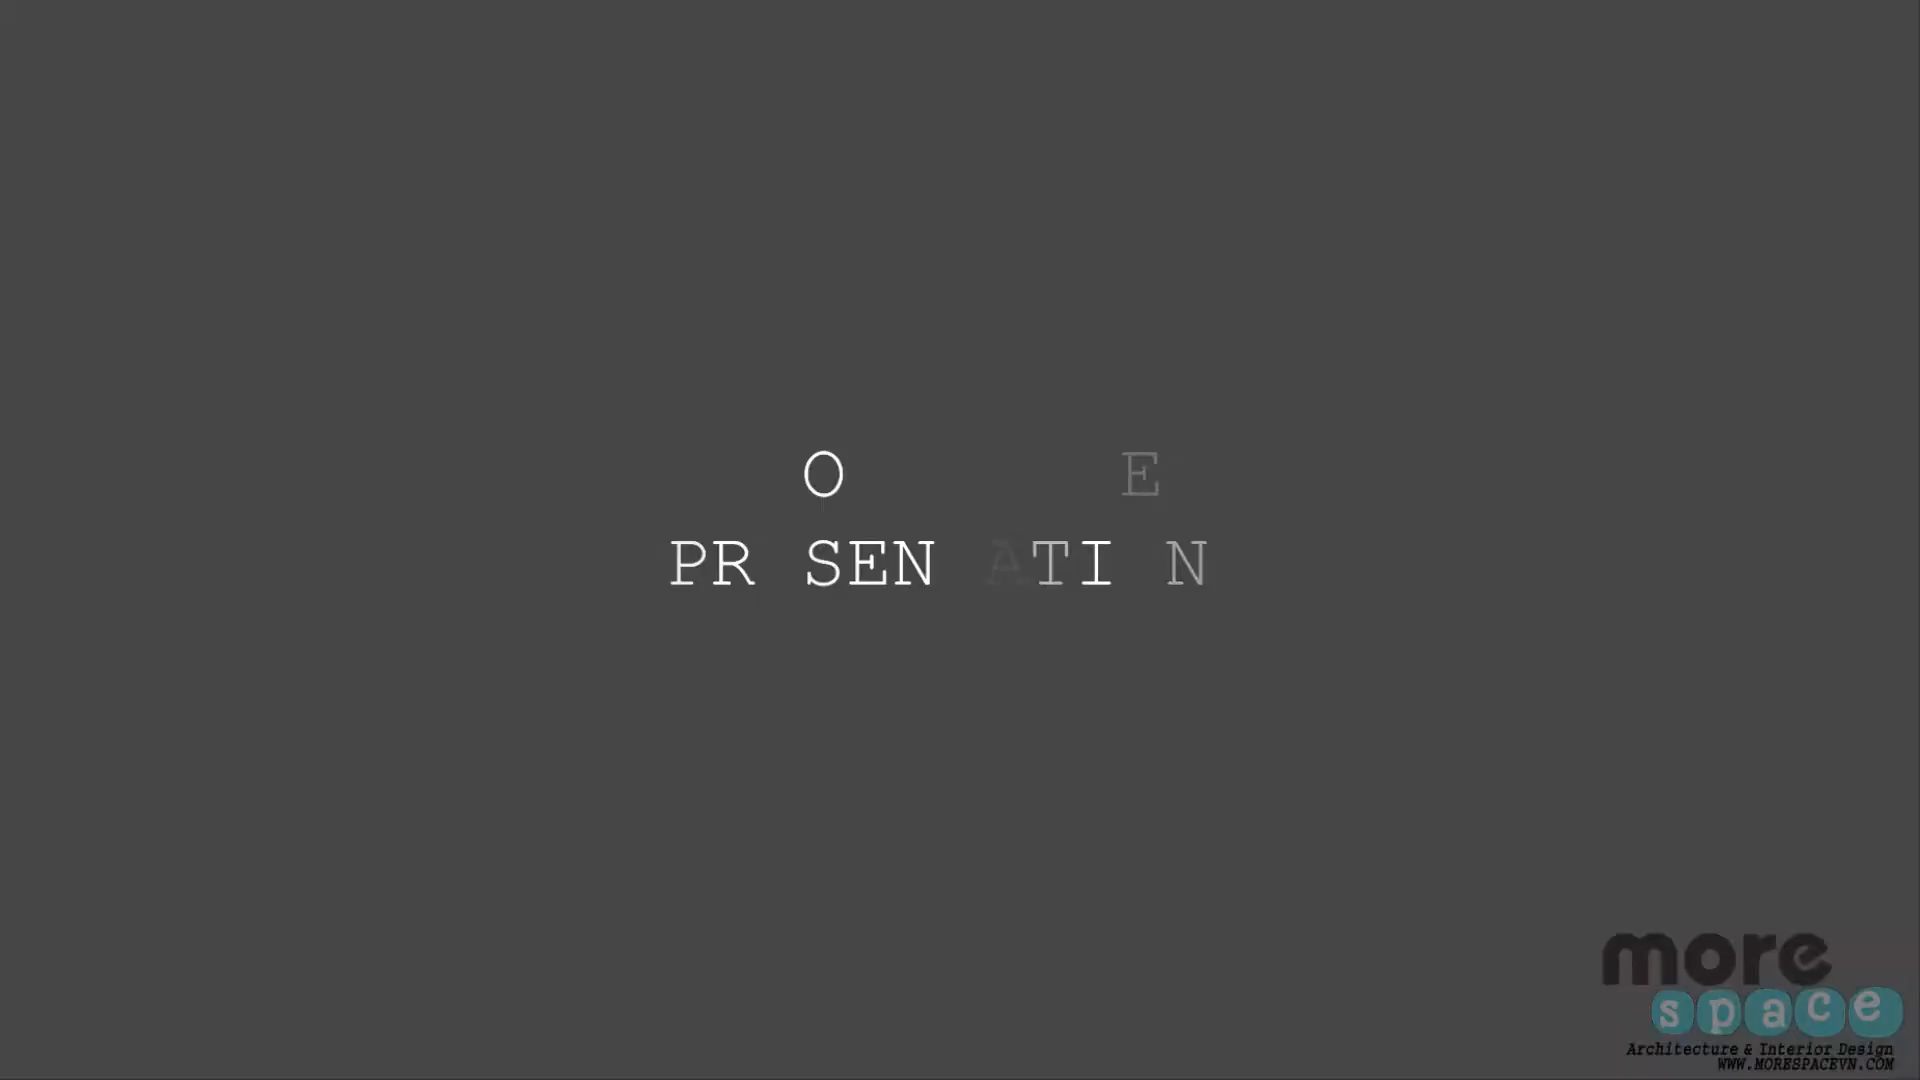 O E
PR SEN ATI N
more
space
Architecture & Interior Design
WWW.MORESPACEVN.COM